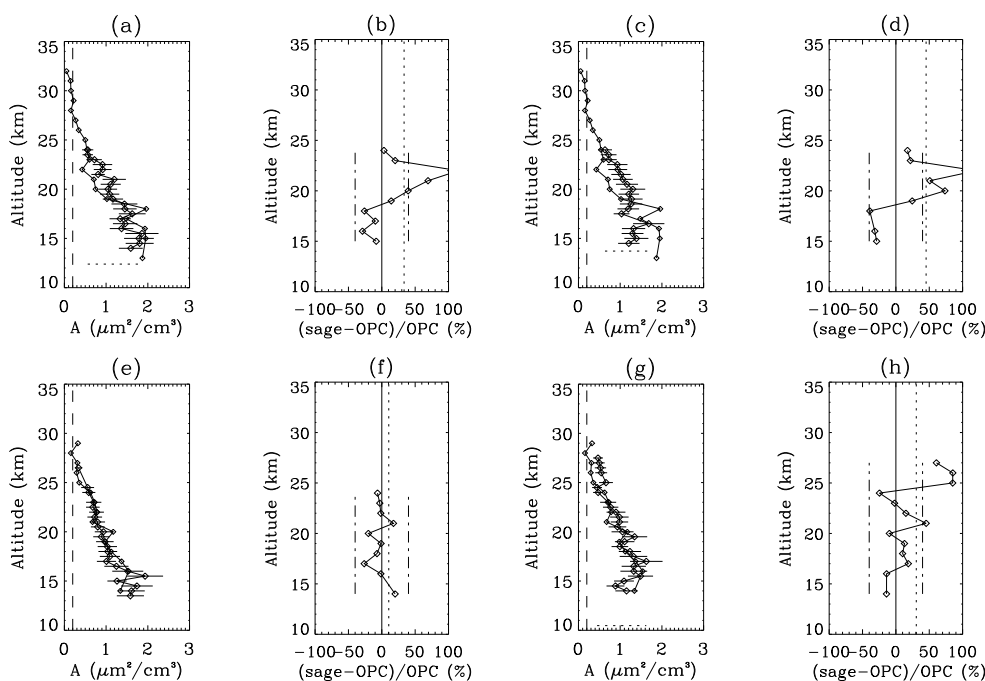 (a)
(b)
(c)
(d)
35
30
25
20
15
10
Altitude (km)
0 1 2 3
A (μm²/cm³)
35
30
25
20
15
10
Altitude (km)
-100-50 0 50 100
(sage-OPC)/OPC (%)
35
30
25
20
15
10
Altitude (km)
0 1 2 3
A (μm²/cm³)
35
30
25
20
15
10
Altitude (km)
-100-50 0 50 100
(sage-OPC)/OPC (%)
(e)
(f)
(g)
(h)
35
30
25
20
15
10
Altitude (km)
0 1 2 3
A (μm²/cm³)
35
30
25
20
15
10
Altitude (km)
-100-50 0 50 100
(sage-OPC)/OPC (%)
35
30
25
20
15
10
Altitude (km)
0 1 2 3
A (μm²/cm³)
35
30
25
20
15
10
Altitude (km)
-100-50 0 50 100
(sage-OPC)/OPC (%)